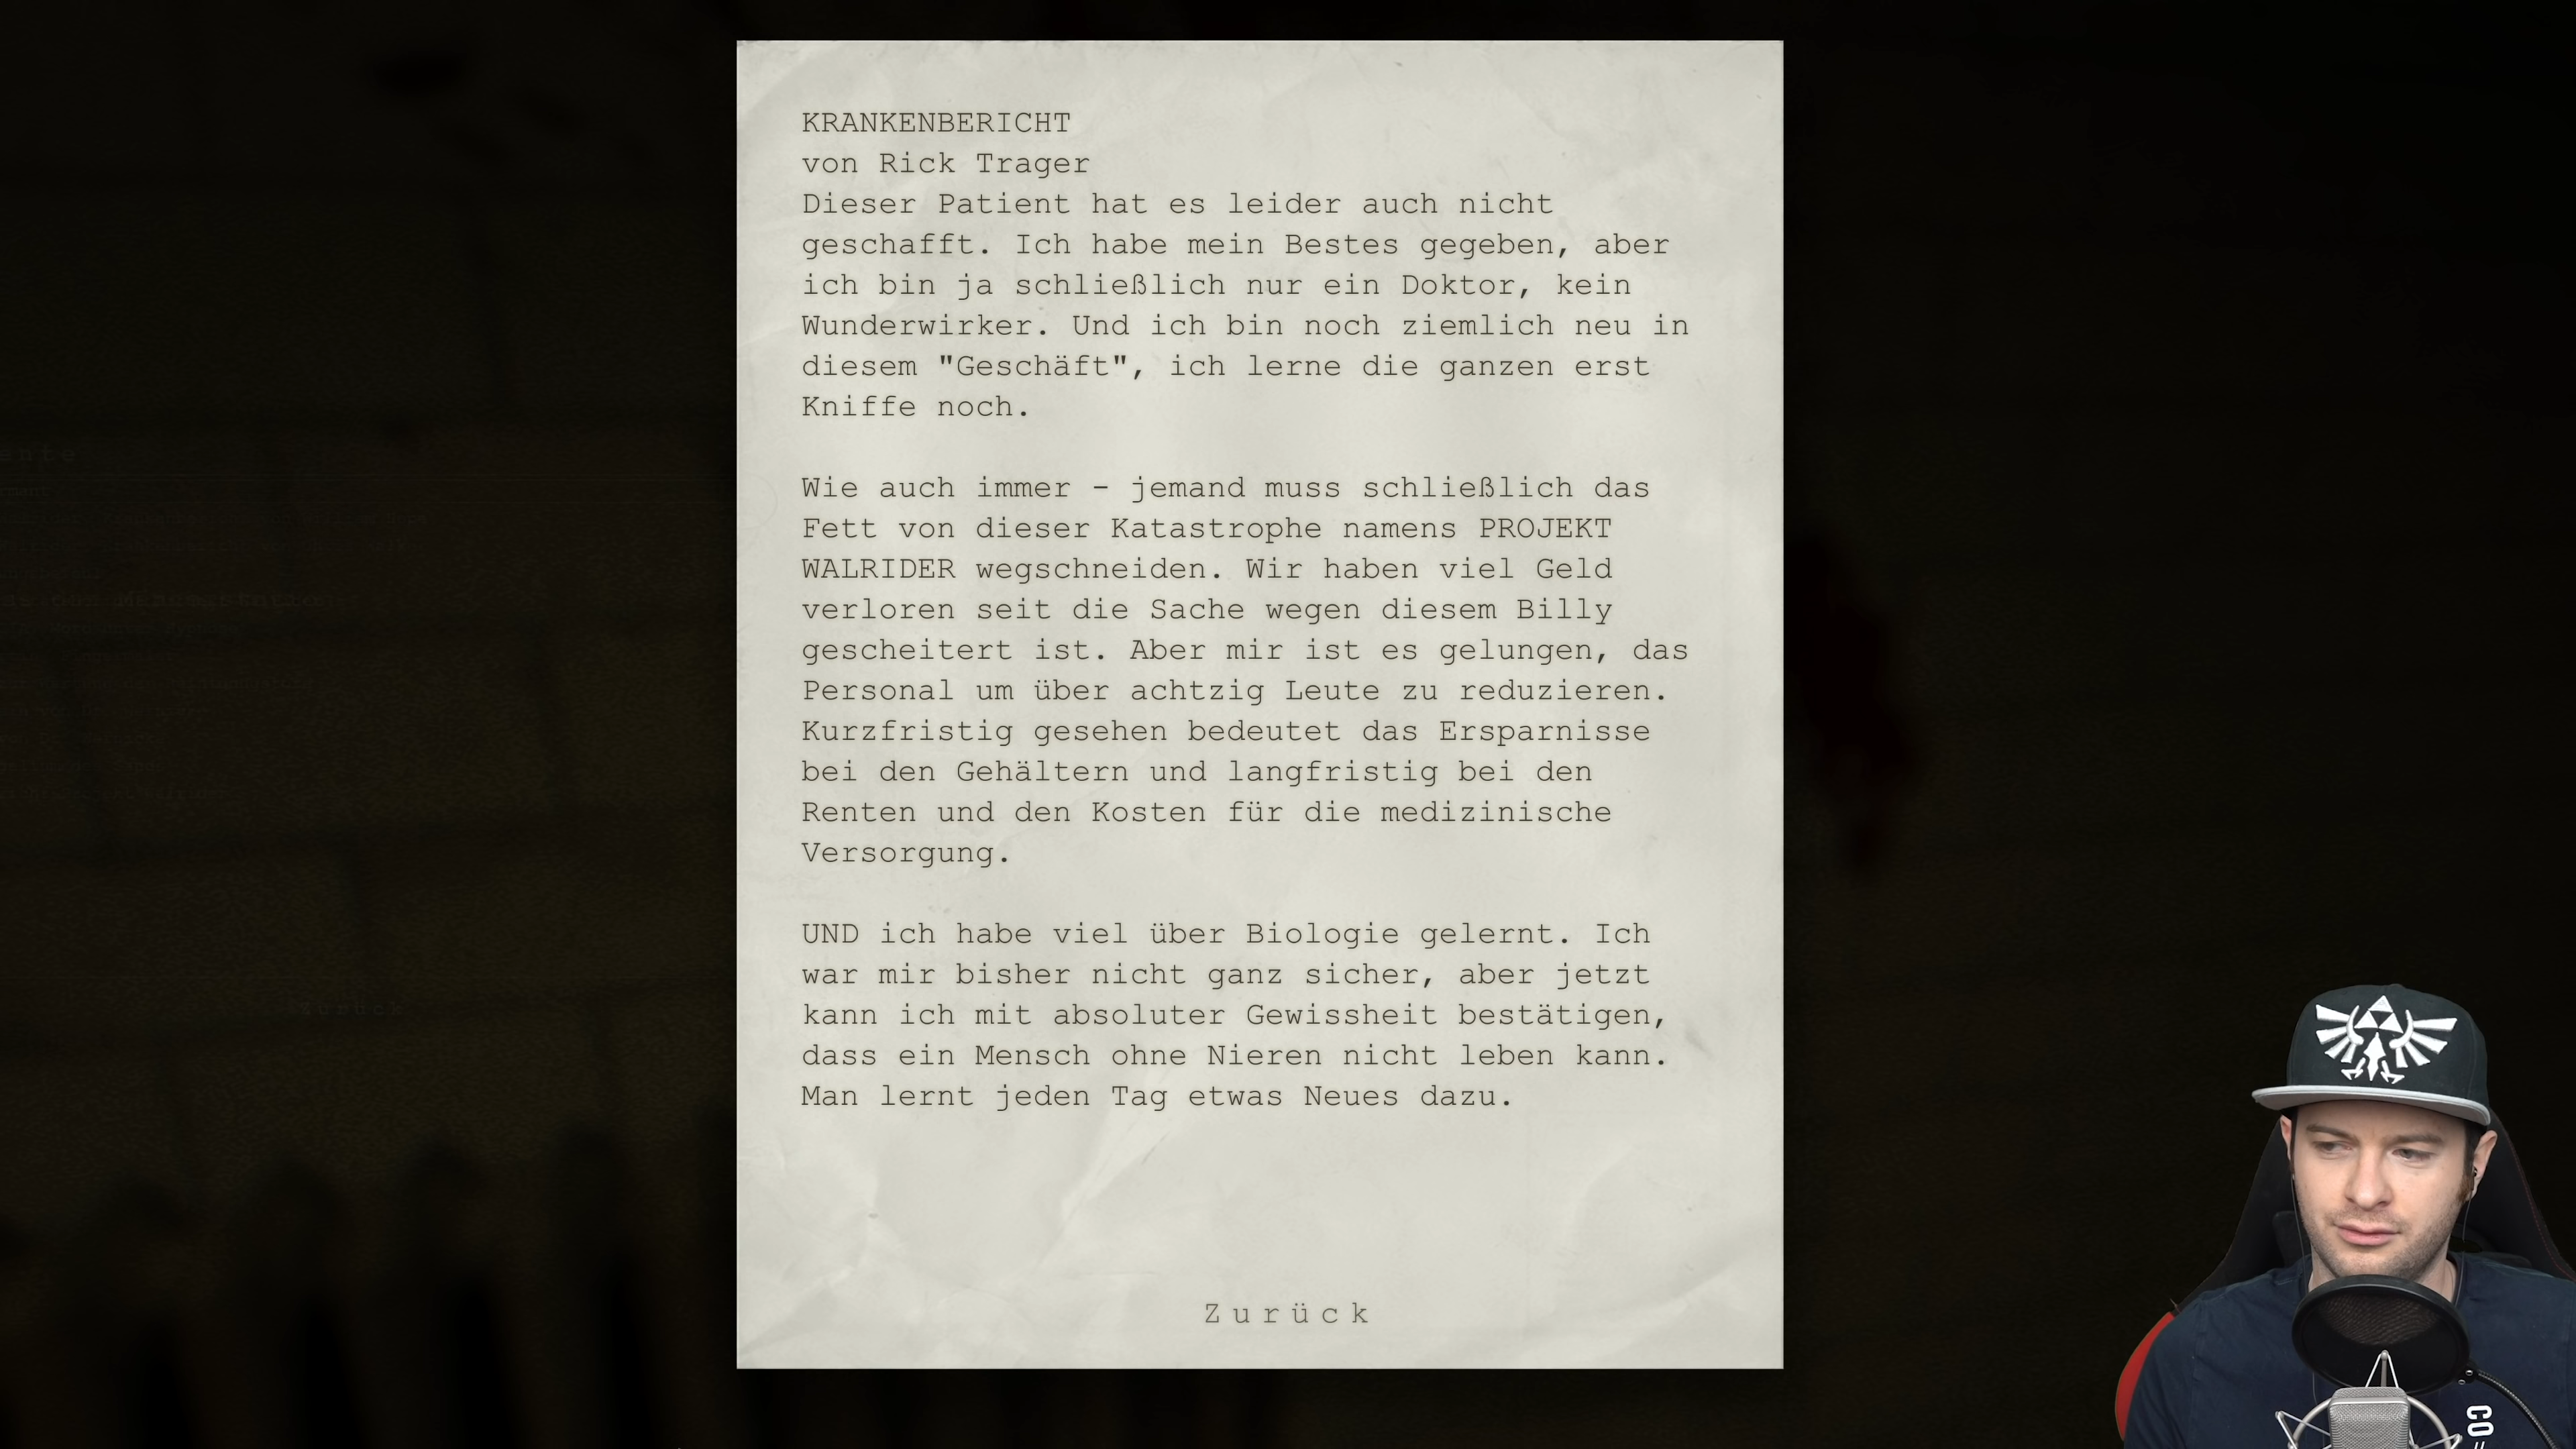 KRANKENBERICHT
von Rick Trager
Dieser Patient hat es leider auch nicht
geschafft. Ich habe mein Bestes gegeben, aber
ich bin ja schließlich nur ein Doktor, kein
Wunderwirker. Und ich bin noch ziemlich neu in
diesem "Geschäft", ich lerne die ganzen erst
Kniffe noch.
Wie auch immer - jemand muss schließlich das
Fett von dieser Katastrophe namens PROJEKT
WALRIDER wegschneiden. Wir haben viel Geld
verloren seit die Sache wegen diesem Billy
gescheitert ist. Aber mir ist es gelungen, das
Personal um über achtzig Leute zu reduzieren.
Kurzfristig gesehen bedeutet das Ersparnisse
bei den Gehältern und langfristig bei den
Renten und den Kosten für die medizinische
Versorgung.
UND ich habe viel über Biologie gelernt. Ich
war mir bisher nicht ganz sicher, aber jetzt
kann ich mit absoluter Gewissheit bestätigen,
dass ein Mensch ohne Nieren nicht leben kann.
Man lernt jeden Tag etwas Neues dazu.
Zurück
ente
Zurück
CO